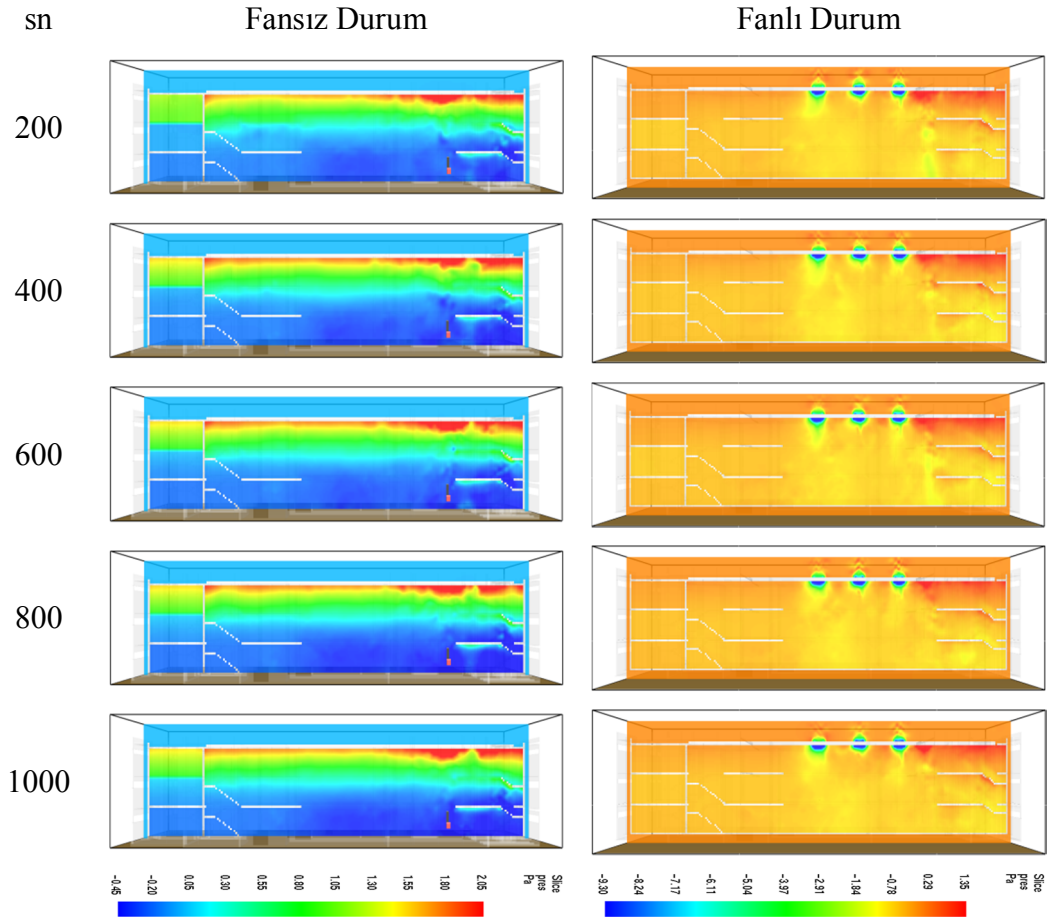 sn Fansız Durum Fanlı Durum
200
400
600
800
1000
-0.45 -0.20 0.05 0.30 0.55 0.80 1.05 1.30 1.55 1.80 2.05
Slice
pres
Pa
-9.30 -8.24 -7.17 -6.11 -5.04 -3.97 -2.91 -1.84 -0.78 0.29 1.35
Slice
pres
Pa